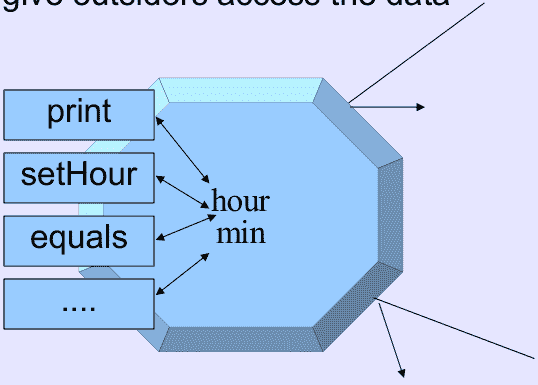 give outsiders access the data
print
setHour
equals
....
hour
min